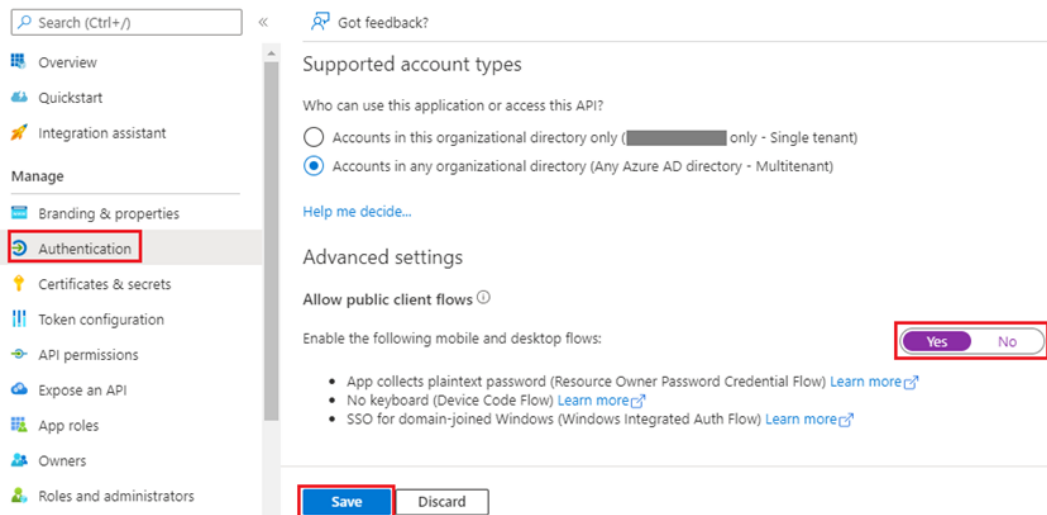 Search (Ctrl+/)
«
Overview
Quickstart
Integration assistant
Manage
Branding & properties
Authentication
Certificates & secrets
Token configuration
API permissions
Expose an API
App roles
Owners
Roles and administrators
Got feedback?
Supported account types
Who can use this application or access this API?
Accounts in this organizational directory only ( only - Single tenant)
Accounts in any organizational directory (Any Azure AD directory - Multitenant)
Help me decide...
Advanced settings
Allow public client flows
Enable the following mobile and desktop flows:
Yes No
• App collects plaintext password (Resource Owner Password Credential Flow) Learn more
• No keyboard (Device Code Flow) Learn more
• SSO for domain-joined Windows (Windows Integrated Auth Flow) Learn more
Save Discard